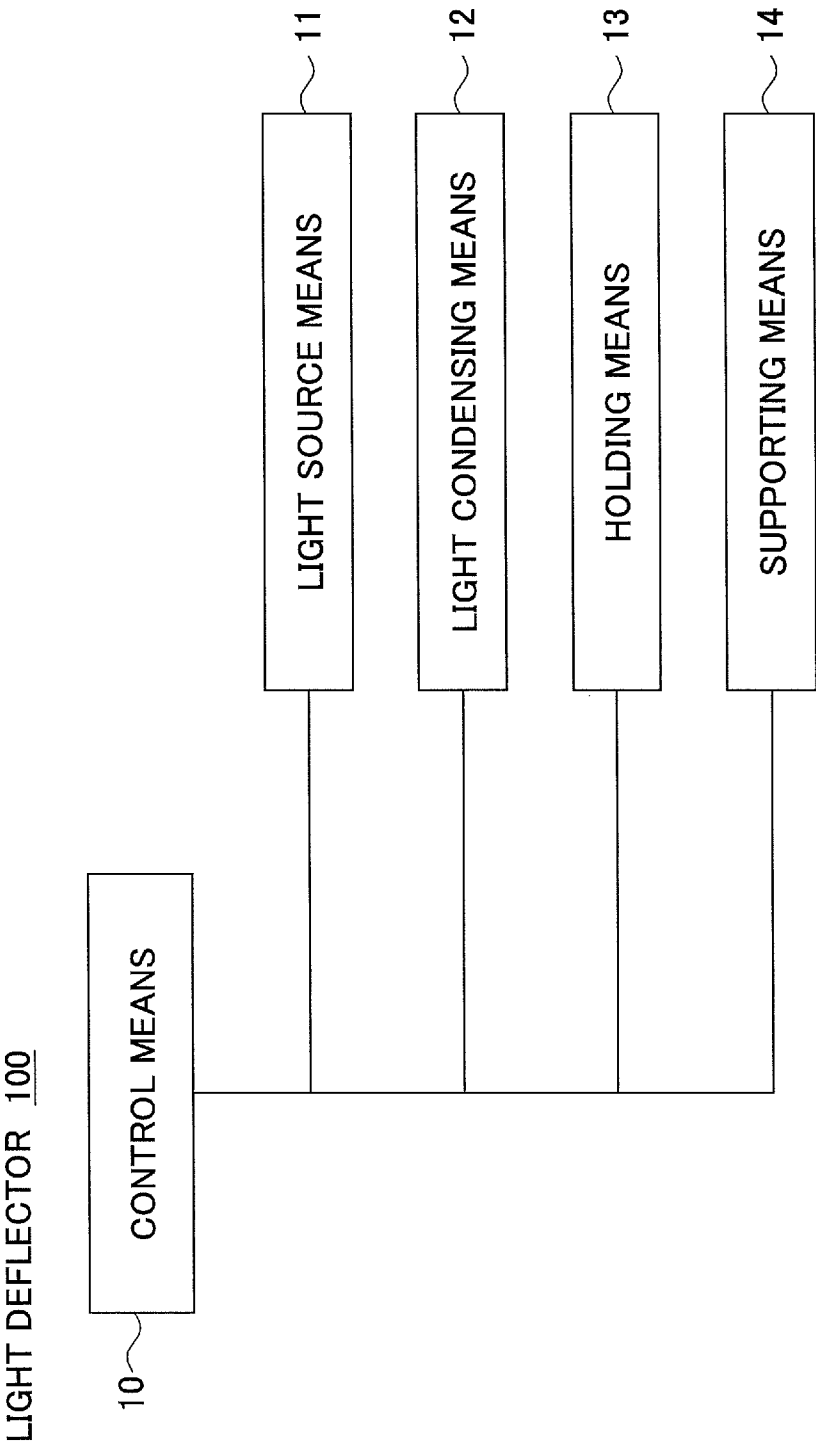 LIGHT DEFLECTOR 100
10
CONTROL MEANS
LIGHT SOURCE MEANS
11
LIGHT CONDENSING MEANS
12
HOLDING MEANS
13
SUPPORTING MEANS
14